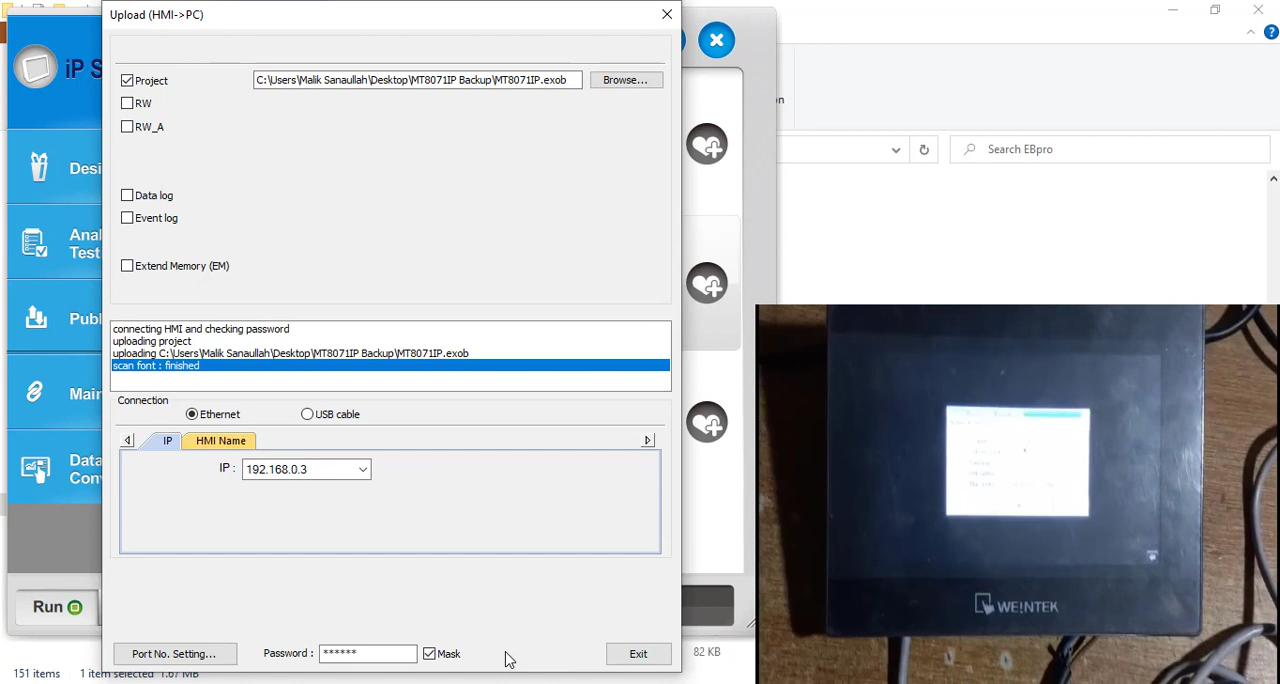 Upload (HMI->PC)
iP S
Project
C:\Users\Malik Sanaullah\Desktop\MT8071IP Backup\MT8071IP.exob
Browse...
RW
RW_A
Data log
Event log
Extend Memory (EM)
Desi
Anal
Test
Publ
Main
Data
Conv
on
Search EBpro
connecting HMI and checking password
uploading project
uploading C:\Users\Malik Sanaullah\Desktop\MT8071IP Backup\MT8071IP.exob
scan font : finished
Connection
Ethernet
USB cable
IP
HMI Name
IP :
192.168.0.3
Run
Port No. Setting...
Password :
******
Mask
Exit
82 KB
151 items
1 item selected 1.67 MB
WEINTEK